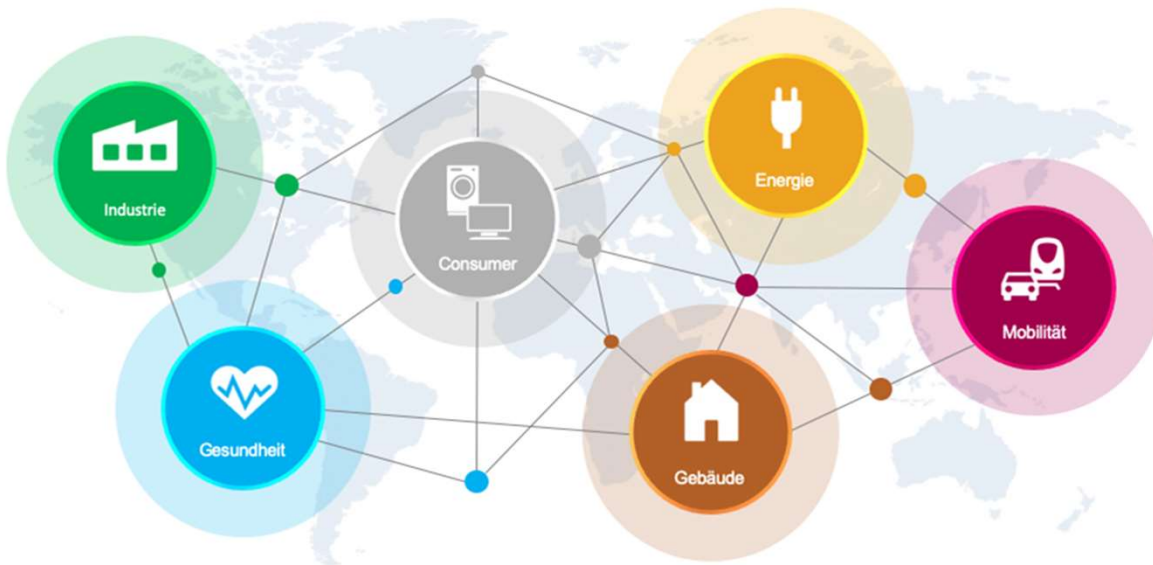 Industrie
Consumer
Energie
Mobilität
Gesundheit
Gebäude